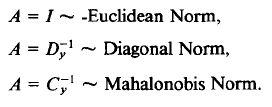 A = I ~ -Euclidean Norm,
A = D_y^{-1} ~ Diagonal Norm,
A = C_y^{-1} ~ Mahalonobis Norm.